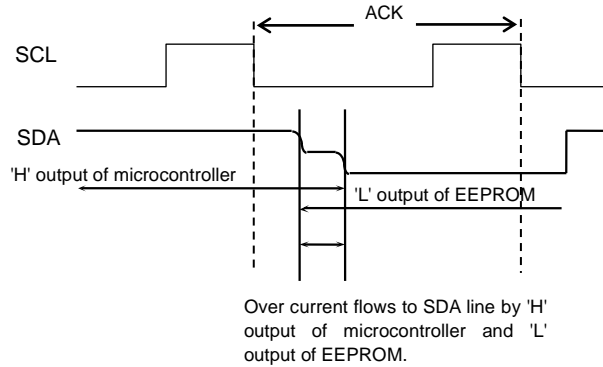 ACK
SCL
SDA
'H' output of microcontroller
'L' output of EEPROM
Over current flows to SDA line by 'H'
output of microcontroller and 'L'
output of EEPROM.